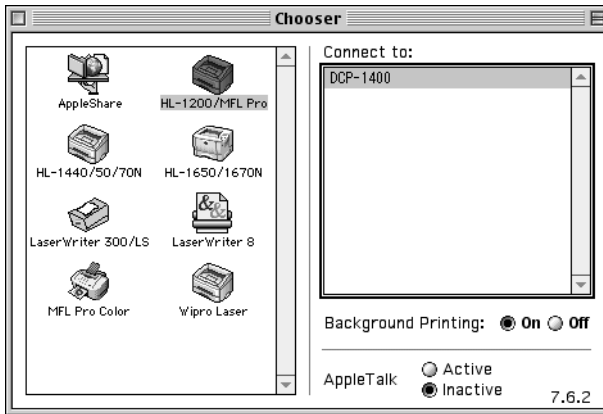 Chooser
Connect to:
AppleShare HL-1200/MFL Pro
DCP-1400
HL-1440/50/70N HL-1650/1670N
&&
LaserWriter 300/LS LaserWriter 8
MFL Pro Color Wipro Laser
Background Printing: On Off
AppleTalk Active
Inactive
7.6.2